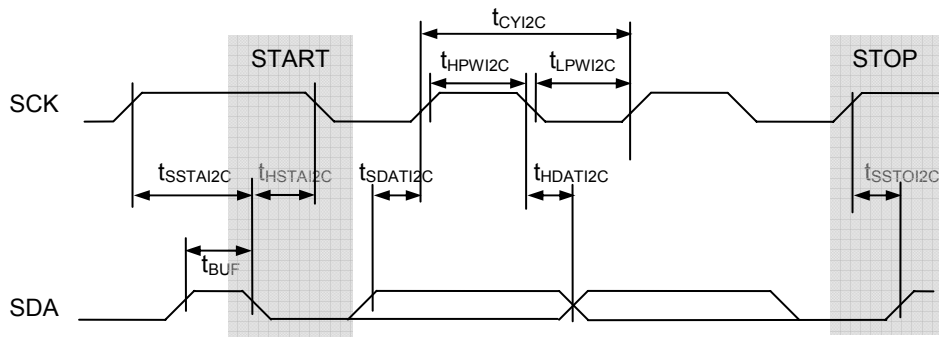 tCYI2C
START
STOP
tHPWI2C
tLPWI2C
SCK
tSSTAI2C
tHSTAI2C
tSDATI2C
tHDATI2C
tSSTOI2C
tBUF
SDA